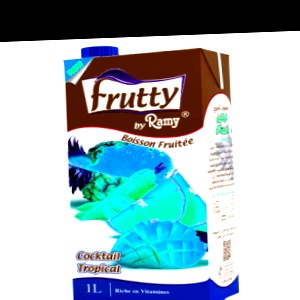 Frutty
by Ramy ®
Boisson Fruitée
Cocktail
Tropical
1L
Riche en Vitamines